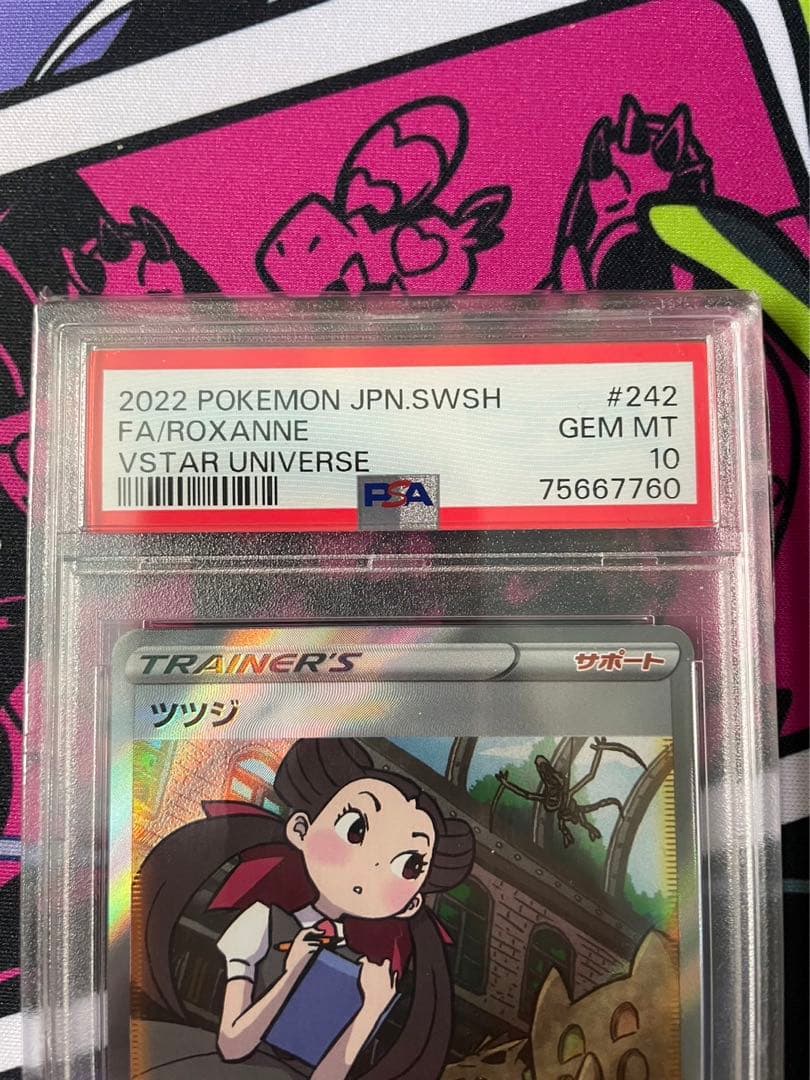 2022 POKEMON JPN.SWSH #242
FA/ROXANNE GEM MT
VSTAR UNIVERSE 10
PSA 75667760
TRAINER'S サポート
ツツジ